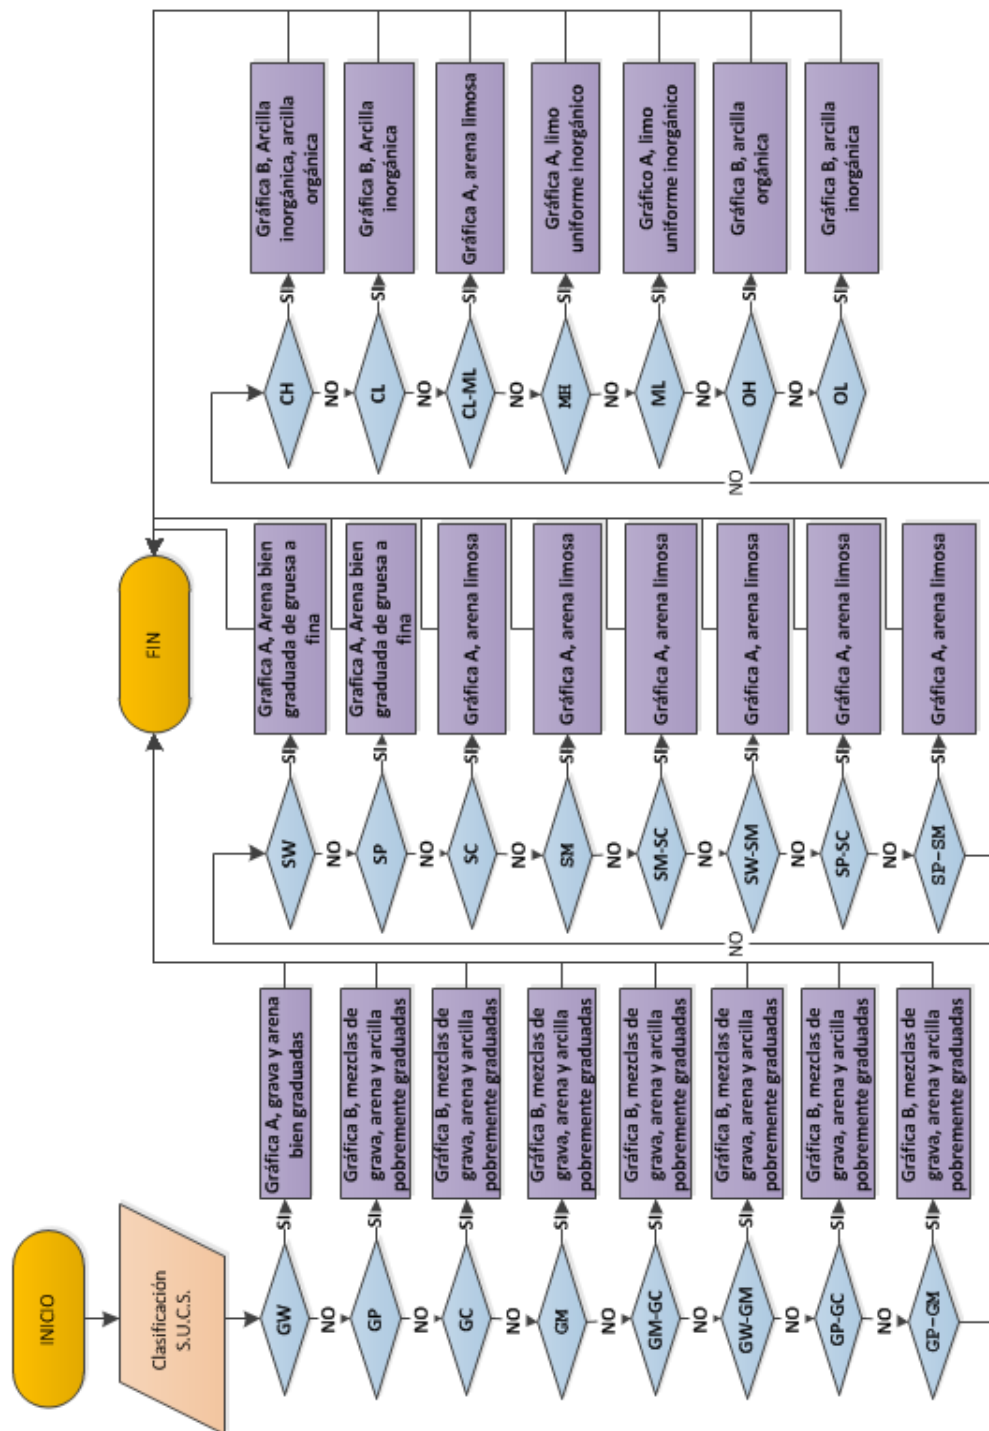 INICIO
Clasificación
S.U.C.S.
GW
SI
Gráfica A, grava y arena
bien graduadas
NO
GP
SI
Gráfica B, mezclas de
grava, arena y arcilla
pobremente graduadas
NO
GC
SI
Gráfica B, mezclas de
grava, arena y arcilla
pobremente graduadas
NO
GM
SI
Gráfica B, mezclas de
grava, arena y arcilla
pobremente graduadas
NO
GM-GC
SI
Gráfica B, mezclas de
grava, arena y arcilla
pobremente graduadas
NO
GW-GM
SI
Gráfica B, mezclas de
grava, arena y arcilla
pobremente graduadas
NO
GP-GC
SI
Gráfica B, mezclas de
grava, arena y arcilla
pobremente graduadas
NO
GP-GM
SI
Gráfica B, mezclas de
grava, arena y arcilla
pobremente graduadas
NO
FIN
SW
SI
Grafica A, Arena bien
graduada de gruesa a
fina
NO
SP
SI
Grafica A, Arena bien
graduada de gruesa a
fina
NO
SC
SI
Gráfica A, arena limosa
NO
SM
SI
Gráfica A, arena limosa
NO
SM-SC
SI
Gráfica A, arena limosa
NO
SW-SM
SI
Gráfica A, arena limosa
NO
SP-SC
SI
Gráfica A, arena limosa
NO
SP-SM
SI
Gráfica A, arena limosa
NO
CH
SI
Gráfica B, Arcilla
inorgánica, arcilla
orgánica
NO
CL
SI
Gráfica B, Arcilla
inorgánica
NO
CL-ML
SI
Gráfica A, arena limosa
NO
MH
SI
Gráfica A, limo
uniforme inorgánico
NO
ML
SI
Gráfico A, limo
uniforme inorgánico
NO
OH
SI
Gráfica B, arcilla
orgánica
NO
OL
SI
Gráfica B, arcilla
inorgánica